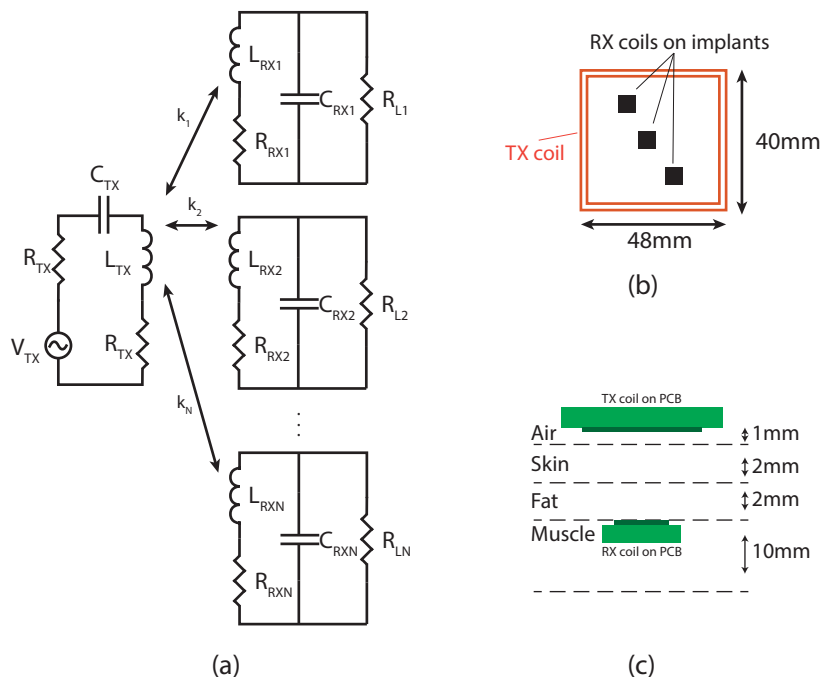 L_RX1
C_RX1
R_L1
R_RX1
k_1
C_TX
k_2
R_TX
L_TX
L_RX2
C_RX2
R_L2
R_RX2
V_TX
R_TX
k_N
L_RXN
C_RXN
R_LN
R_RXN
(a)
RX coils on implants
TX coil
40mm
48mm
(b)
TX coil on PCB
Air
1mm
Skin
2mm
Fat
2mm
Muscle
RX coil on PCB
10mm
(c)